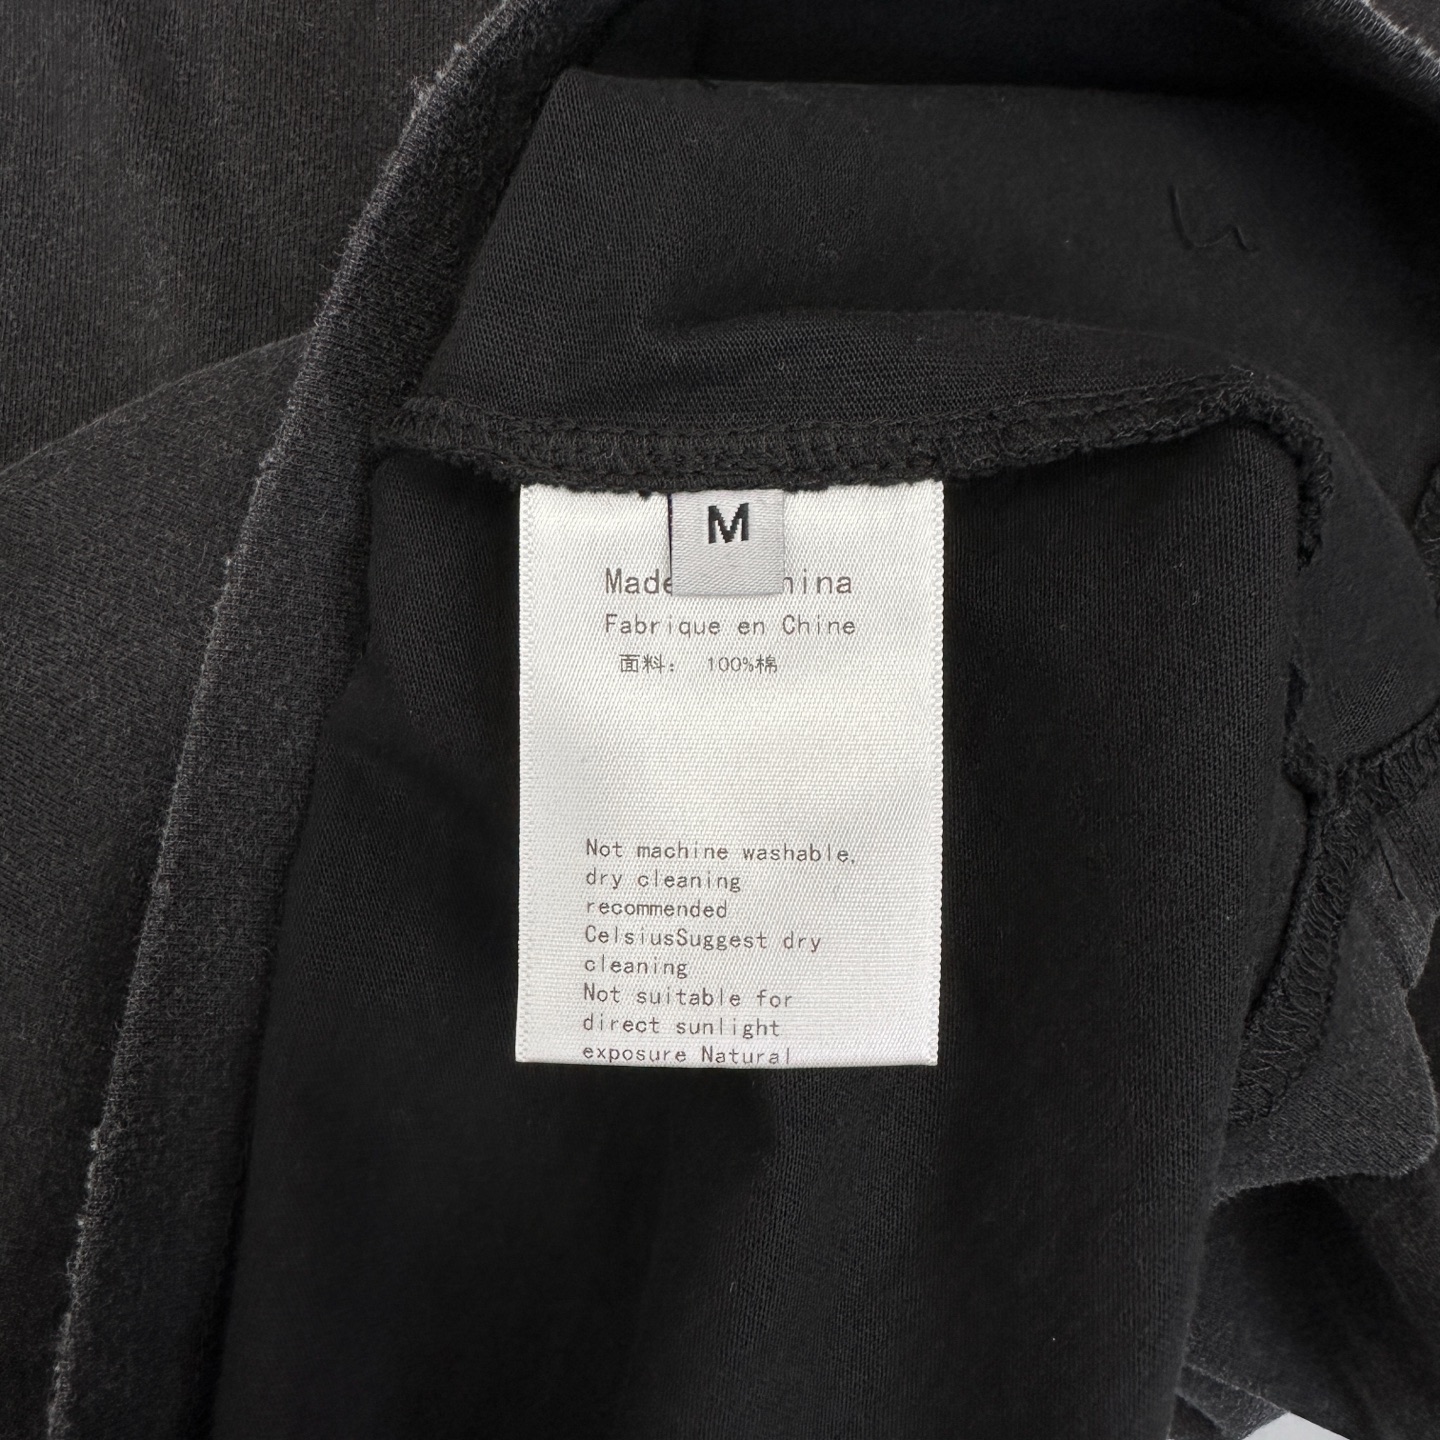 M
Made hina
Fabrique en Chine
面料： 100%棉
Not machine washable.
dry cleaning
recommended
CelsiusSuggest dry
cleaning
Not suitable for
direct sunlight
exposure Natural